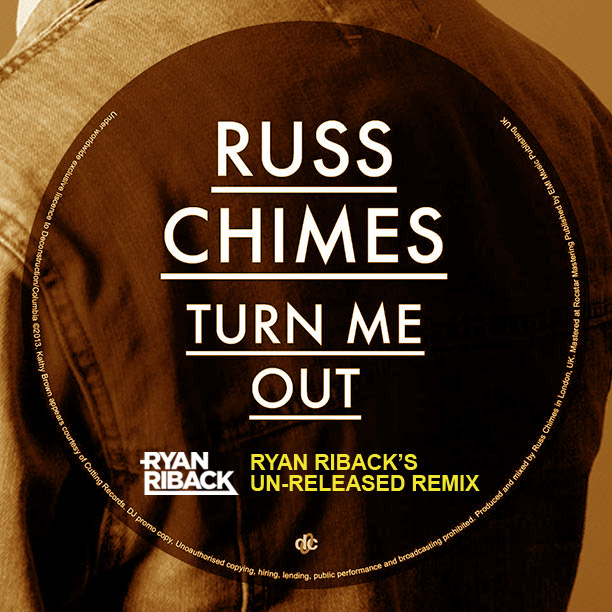 RUSS
CHIMES
TURN ME
OUT
RYAN
RIBACK
RYAN RIBACK'S
UN-RELEASED REMIX
Under worldwide exclusive liscence to Deconstruction/Columbia ©2013. Kathy Brown appears courtesy of Cutting Records. DJ promo copy. Unauthorised copying, hiring, lending, public performance and broadcasting prohibited. Produced and mixed by Russ Chimes in London, UK. Mastered at Rocstar Mastering Published by EMI Music Publishing UK